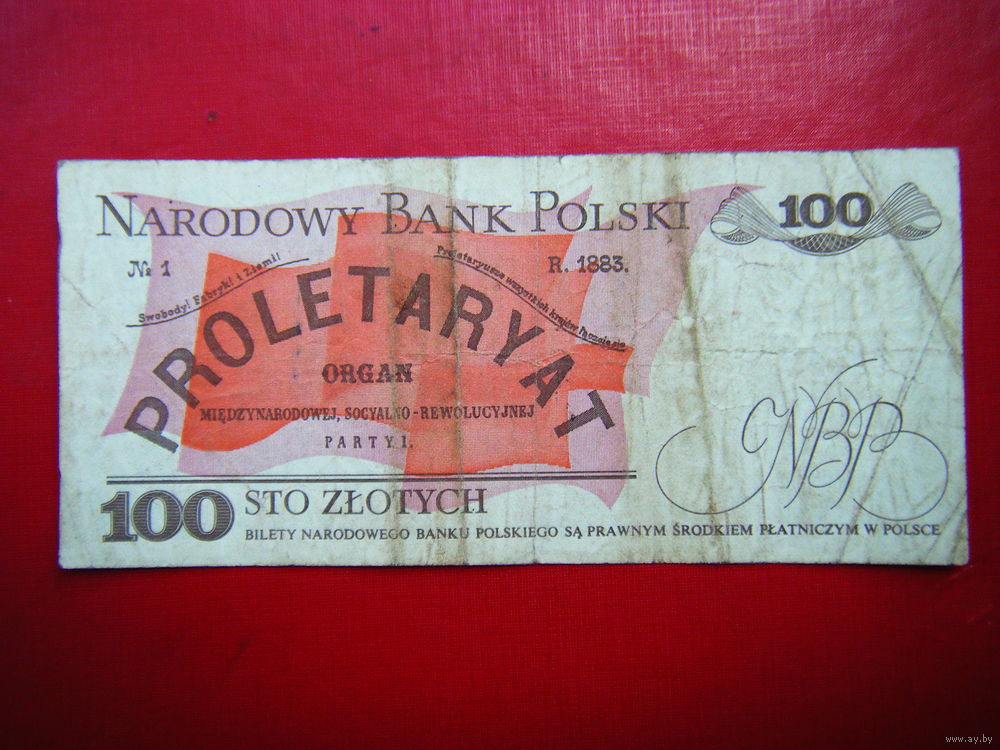 NARODOWY BANK POLSKI
100
№ 1
R. 1883.
Swobody! Fabryk! i Ziemi!
Proletaryusze wszystkich krajów łączcie się
PROLETARYAT
ORGAN
MIĘDZYNARODOWEJ, SOCYALNO-REWOLUCYJNEJ
PARTYI.
NBP
100 STO ZŁOTYCH
BILETY NARODOWEGO BANKU POLSKIEGO SĄ PRAWNYM ŚRODKIEM PŁATNICZYM W POLSCE
www.ay.by